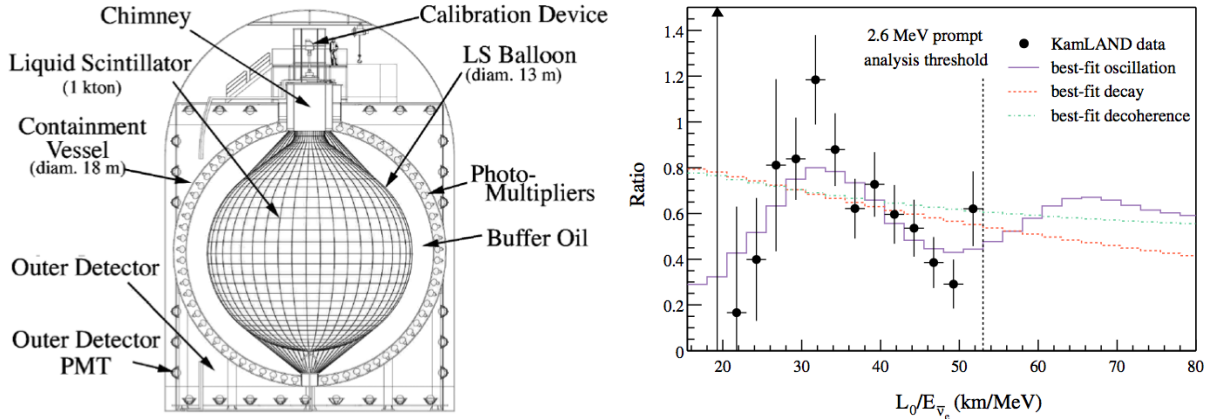 Chimney
Liquid Scintillator
(1 kton)
Containment
Vessel
(diam. 18 m)
Outer Detector
Outer Detector
PMT
Calibration Device
LS Balloon
(diam. 13 m)
Photo-
Multipliers
Buffer Oil
1.4
1.2
1
0.8
0.6
0.4
0.2
0
Ratio
2.6 MeV prompt
analysis threshold
KamLAND data
best-fit oscillation
best-fit decay
best-fit decoherence
20 30 40 50 60 70 80
L₀/E_ν̄ₑ (km/MeV)